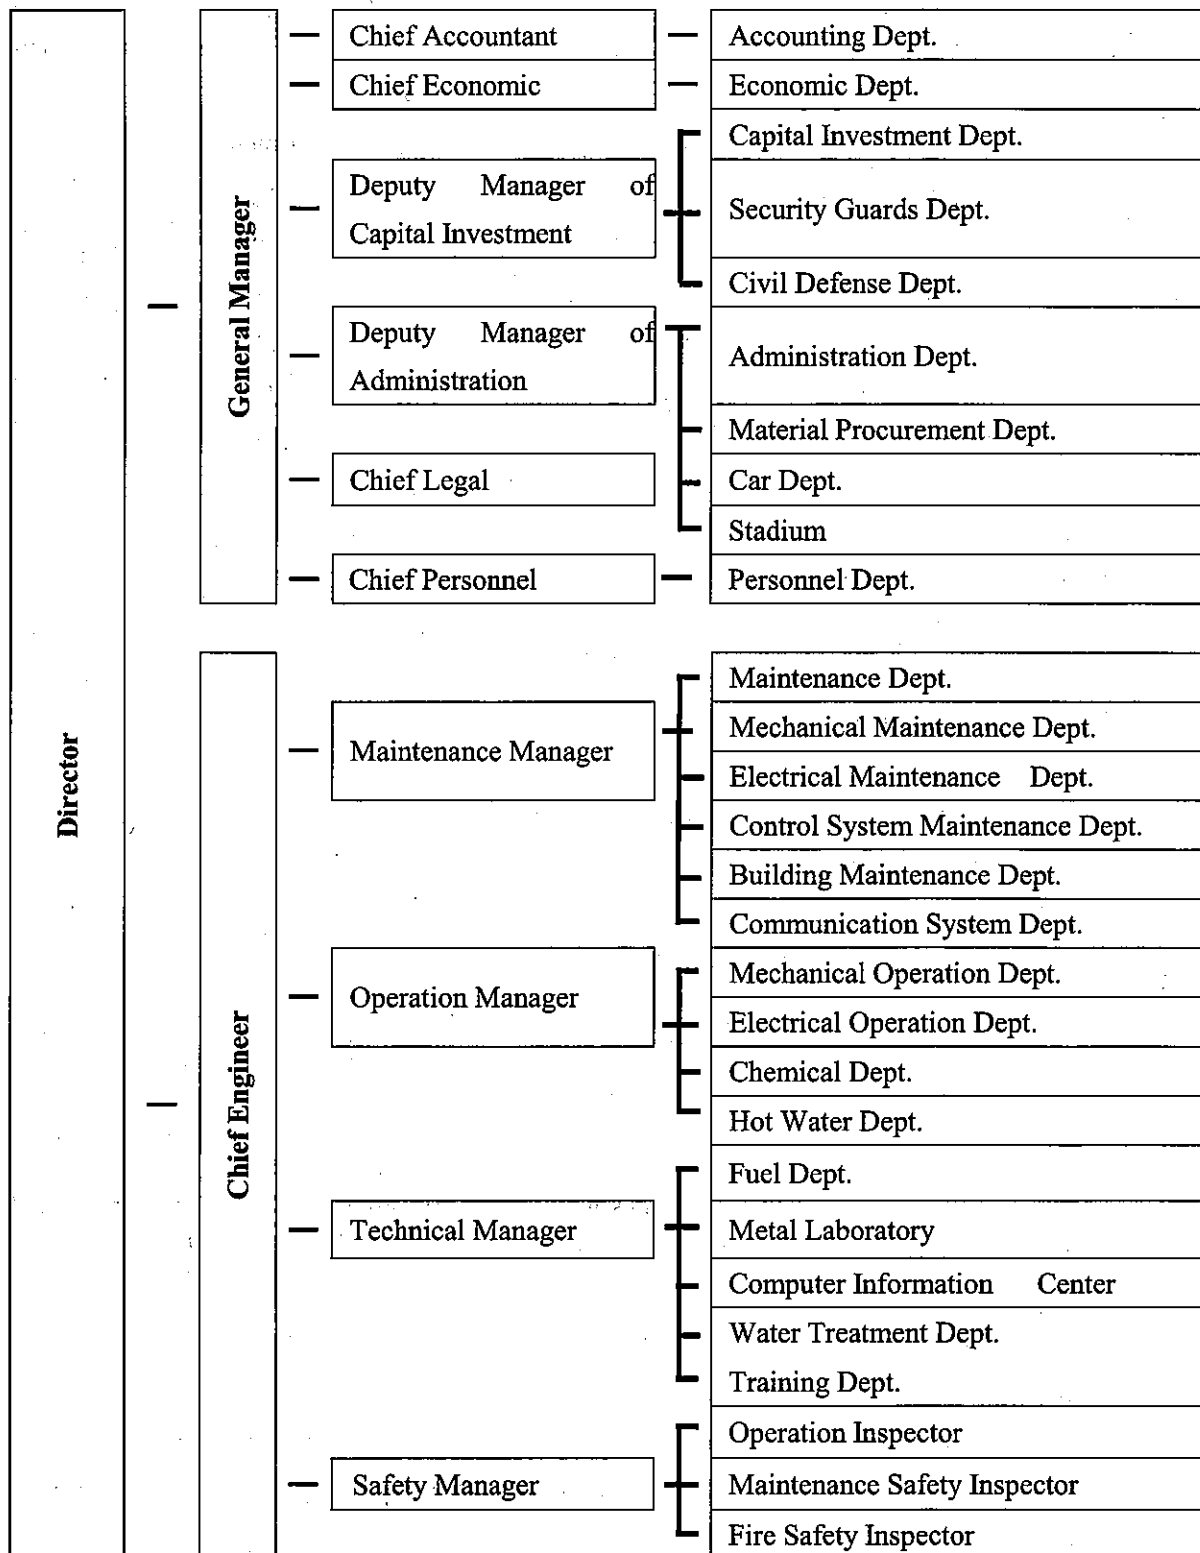 Director
General Manager
Chief Accountant
Accounting Dept.
Chief Economic
Economic Dept.
Deputy Manager of
Capital Investment
Capital Investment Dept.
Security Guards Dept.
Civil Defense Dept.
Deputy Manager of
Administration
Administration Dept.
Material Procurement Dept.
Chief Legal
Car Dept.
Stadium
Chief Personnel
Personnel Dept.
Chief Engineer
Maintenance Manager
Maintenance Dept.
Mechanical Maintenance Dept.
Electrical Maintenance Dept.
Control System Maintenance Dept.
Building Maintenance Dept.
Communication System Dept.
Operation Manager
Mechanical Operation Dept.
Electrical Operation Dept.
Chemical Dept.
Hot Water Dept.
Technical Manager
Fuel Dept.
Metal Laboratory
Computer Information Center
Water Treatment Dept.
Training Dept.
Safety Manager
Operation Inspector
Maintenance Safety Inspector
Fire Safety Inspector